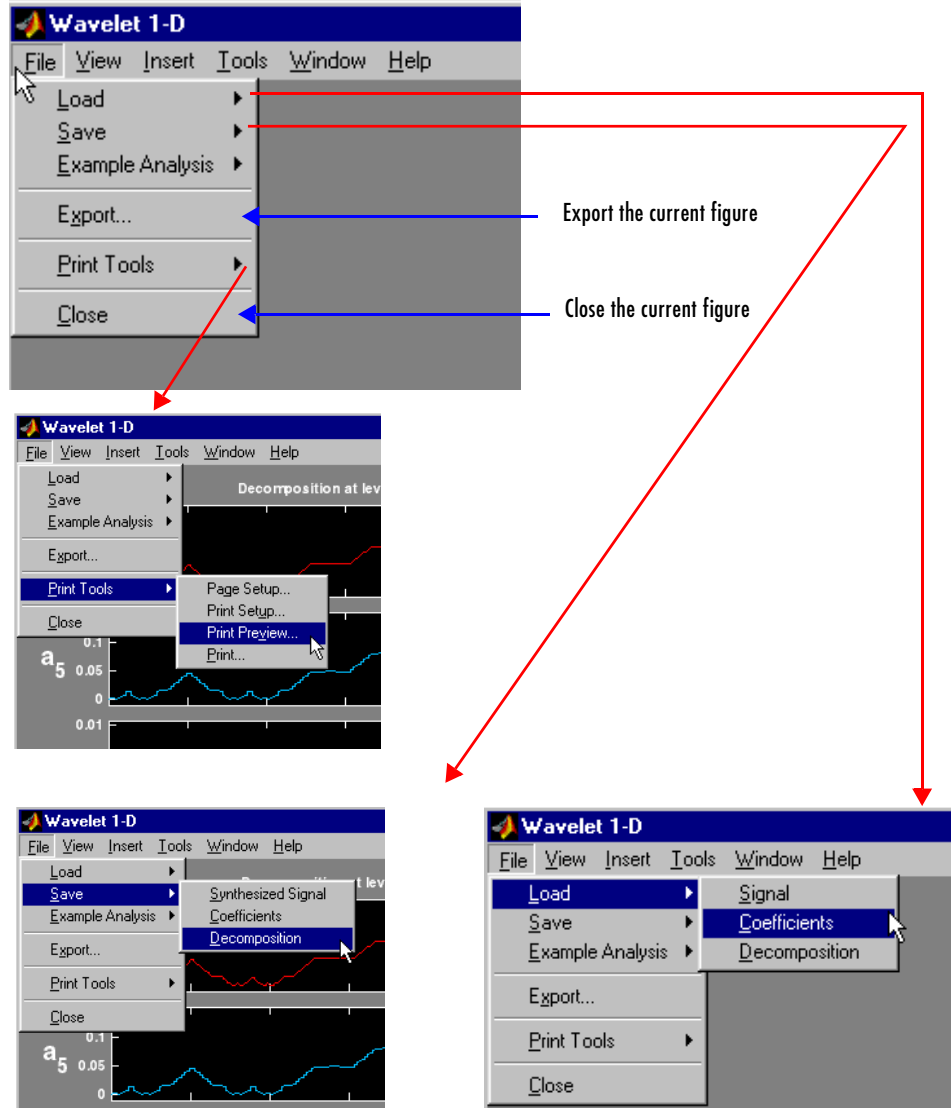 Wavelet 1-D
File View Insert Tools Window Help
Load
Save
Example Analysis
Export...
Print Tools
Close
Export the current figure
Close the current figure
Wavelet 1-D
File View Insert Tools Window Help
Load
Save
Example Analysis
Export...
Print Tools
Close
Decomposition at lev
Page Setup...
Print Setup...
Print Preview...
Print...
0.1
a5 0.05
0
0.01
Wavelet 1-D
File View Insert Tools Window Help
Load
Save
Example Analysis
Export...
Print Tools
Close
Synthesized Signal
Coefficients
Decomposition
t lev
0.1
a5 0.05
0
Wavelet 1-D
File View Insert Tools Window Help
Load
Save
Example Analysis
Export...
Print Tools
Close
Signal
Coefficients
Decomposition